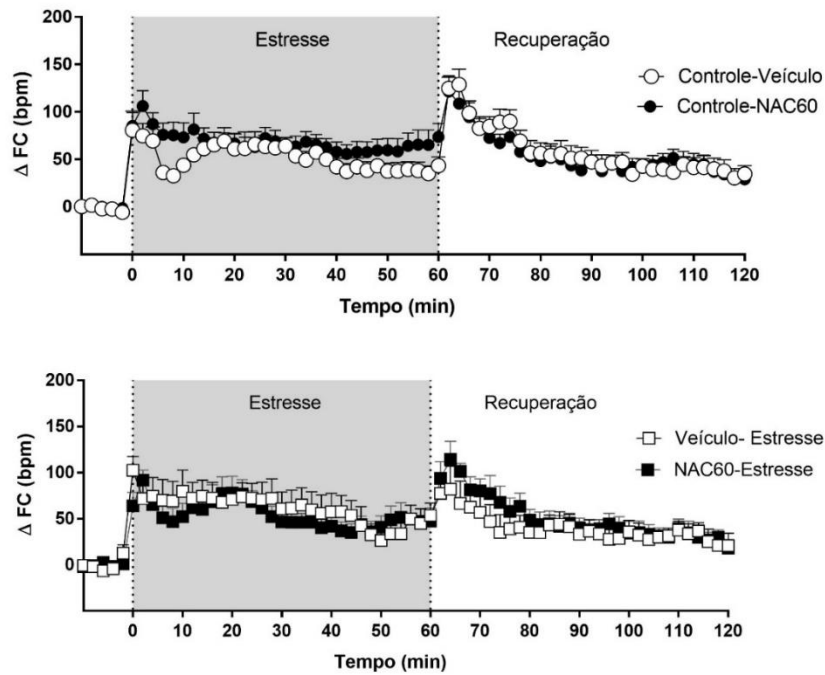 200
Estresse
Recuperação
150
Controle-Veículo
Controle-NAC60
100
50
0
Δ FC (bpm)
0 10 20 30 40 50 60 70 80 90 100 110 120
Tempo (min)
200
Estresse
Recuperação
150
Veículo- Estresse
NAC60-Estresse
100
50
0
Δ FC (bpm)
0 10 20 30 40 50 60 70 80 90 100 110 120
Tempo (min)